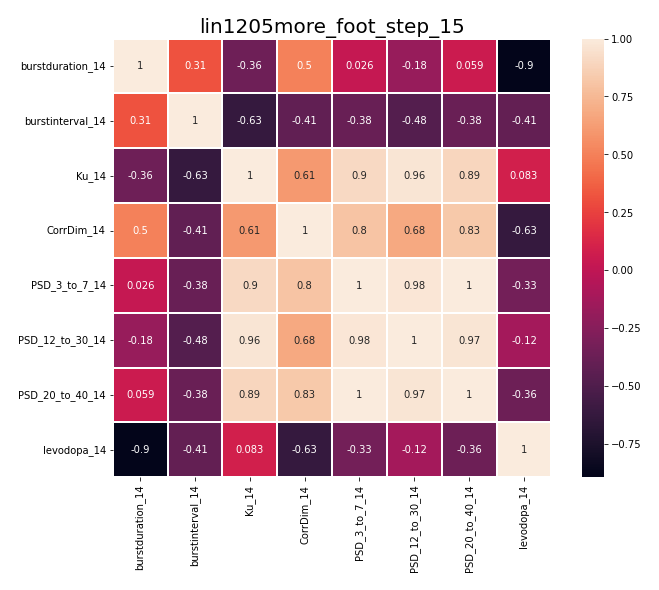 lin1205more_foot_step_15
burstduration_14 1 0.31 -0.36 0.5 0.026 -0.18 0.059 -0.9
burstinterval_14 0.31 1 -0.63 -0.41 -0.38 -0.48 -0.38 -0.41
Ku_14 -0.36 -0.63 1 0.61 0.9 0.96 0.89 0.083
CorrDim_14 0.5 -0.41 0.61 1 0.8 0.68 0.83 -0.63
PSD_3_to_7_14 0.026 -0.38 0.9 0.8 1 0.98 1 -0.33
PSD_12_to_30_14 -0.18 -0.48 0.96 0.68 0.98 1 0.97 -0.12
PSD_20_to_40_14 0.059 -0.38 0.89 0.83 1 0.97 1 -0.36
levodopa_14 -0.9 -0.41 0.083 -0.63 -0.33 -0.12 -0.36 1
burstduration_14
burstinterval_14
Ku_14
CorrDim_14
PSD_3_to_7_14
PSD_12_to_30_14
PSD_20_to_40_14
levodopa_14
1.00
0.75
0.50
0.25
0.00
−0.25
−0.50
−0.75